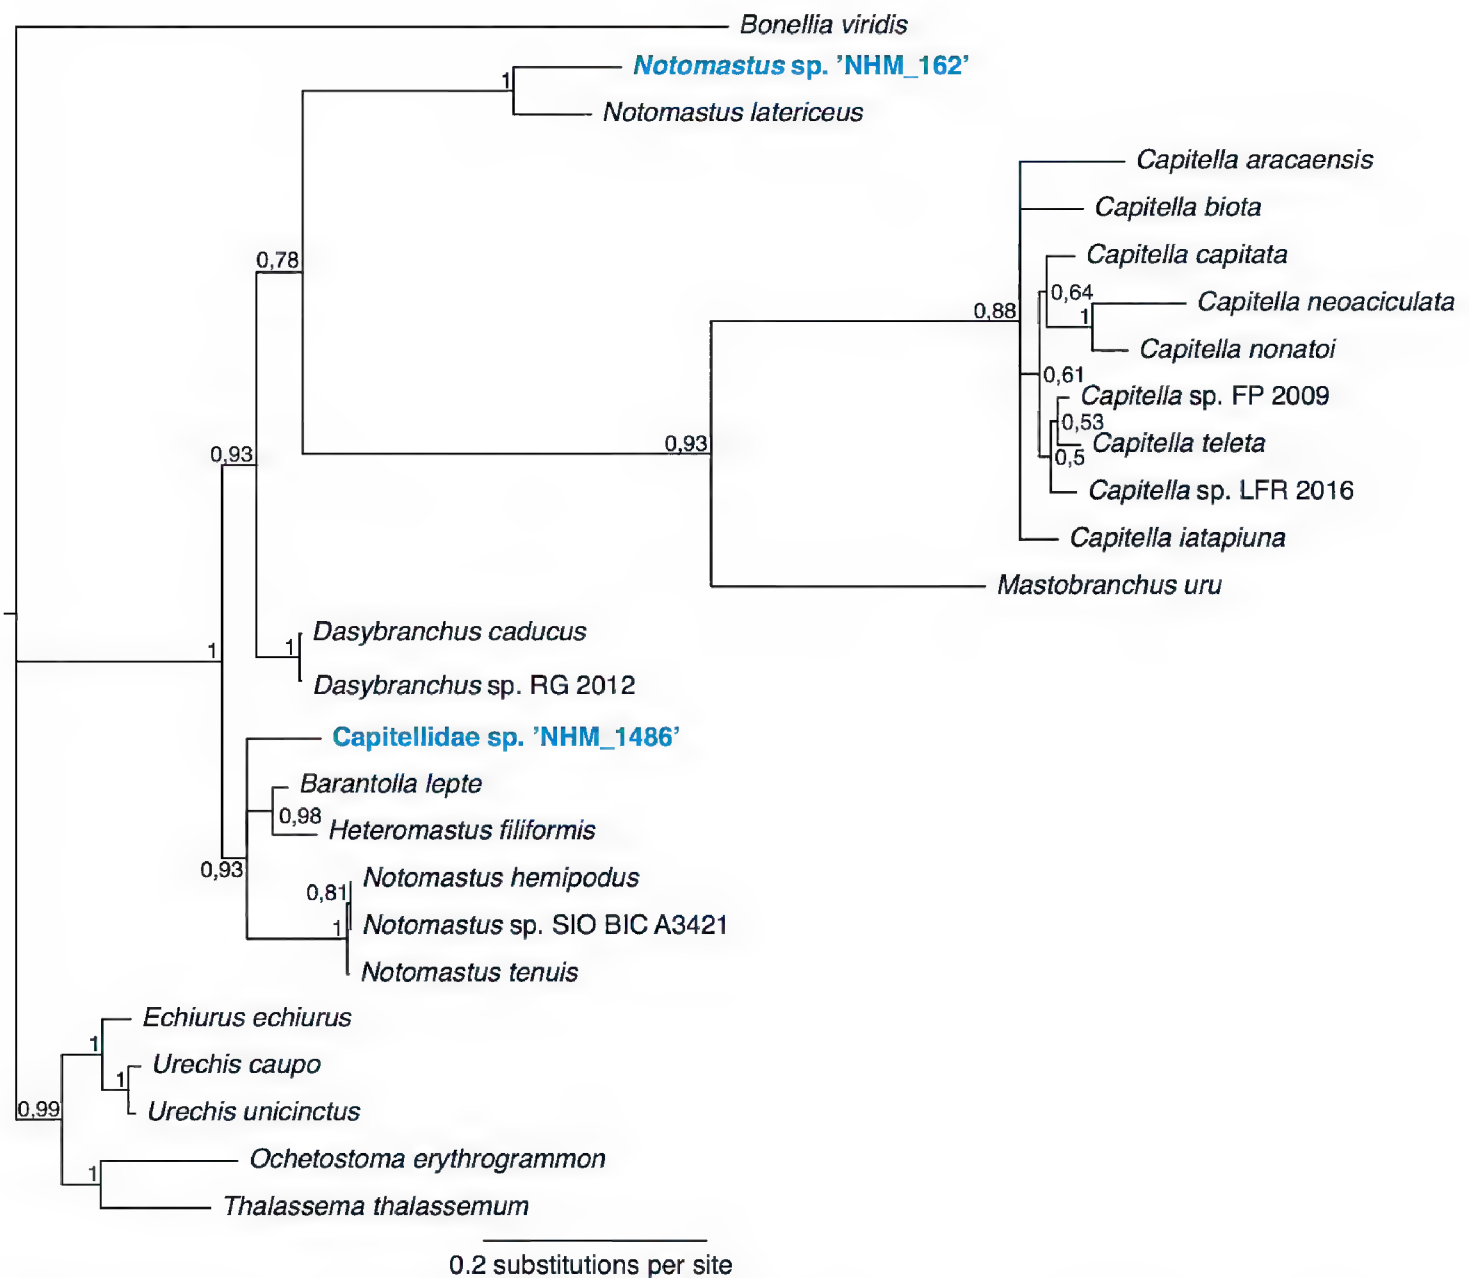 Bonellia viridis
Notomastus sp. ’NHM_162’
1
Notomastus latericeus
Capitella aracaensis
Capitella biota
Capitella capitata
0,78
0,64
Capitella neoaciculata
0,88
1
Capitella nonatoi
0,61
Capitella sp. FP 2009
0,53
Capitella teleta
0,93
0,93
0,5
Capitella sp. LFR 2016
Capitella iatapiuna
Mastobranchus uru
Dasybranchus caducus
1
1
Dasybranchus sp. RG 2012
Capitellidae sp. ’NHM_1486’
Barantolla lepte
0,98
Heteromastus filiformis
0,93
Notomastus hemipodus
0,81
Notomastus sp. SIO BIC A3421
1
Notomastus tenuis
Echiurus echiurus
1
Urechis caupo
1
Urechis unicinctus
0,99
Ochetostoma erythrogrammon
1
Thalassema thalassemum
0.2 substitutions per site